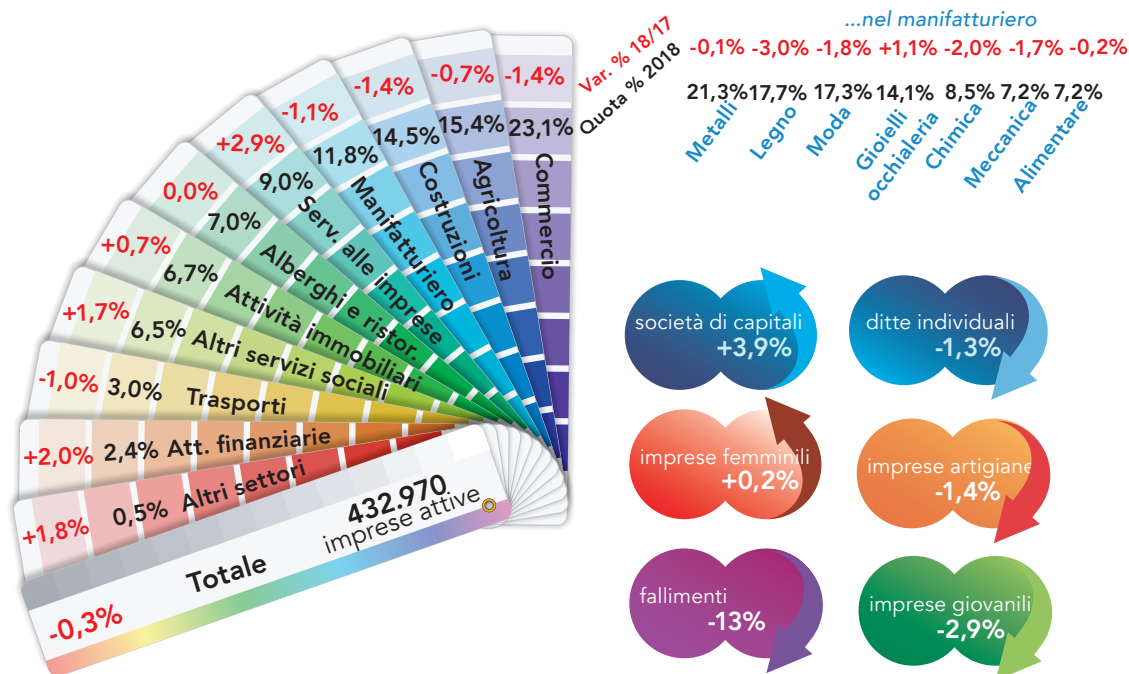 ...nel manifatturiero
Var. % 18/17
-0,1% -3,0% -1,8% +1,1% -2,0% -1,7% -0,2%
Quota % 2018
21,3% 17,7% 17,3% 14,1% 8,5% 7,2% 7,2%
Metalli
Legno
Moda
Gioielli
occhialeria
Chimica
Meccanica
Alimentare
-1,4% 23,1% Commercio
-0,7% 15,4% Agricoltura
-1,4% 14,5% Costruzioni
-1,1% 11,8% Manifatturiero
+2,9% 9,0% Serv. alle imprese
0,0% 7,0% Alberghi e ristor.
+0,7% 6,7% Attività immobiliari
+1,7% 6,5% Altri servizi sociali
-1,0% 3,0% Trasporti
+2,0% 2,4% Att. finanziarie
+1,8% 0,5% Altri settori
-0,3% Totale 432.970
imprese attive
società di capitali
+3,9%
ditte individuali
-1,3%
imprese femminili
+0,2%
imprese artigiane
-1,4%
fallimenti
-13%
imprese giovanili
-2,9%